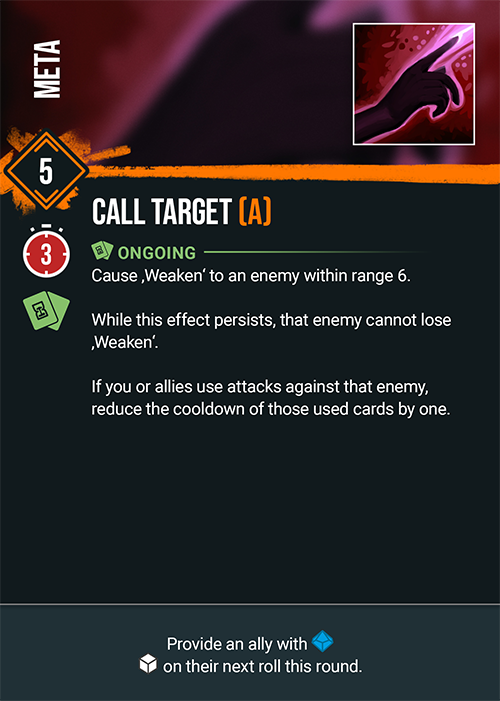 META
5
CALL TARGET (A)
3
ONGOING
Cause ‚Weaken‘ to an enemy within range 6.
While this effect persists, that enemy cannot lose
‚Weaken‘.
If you or allies use attacks against that enemy,
reduce the cooldown of those used cards by one.
Provide an ally with
on their next roll this round.